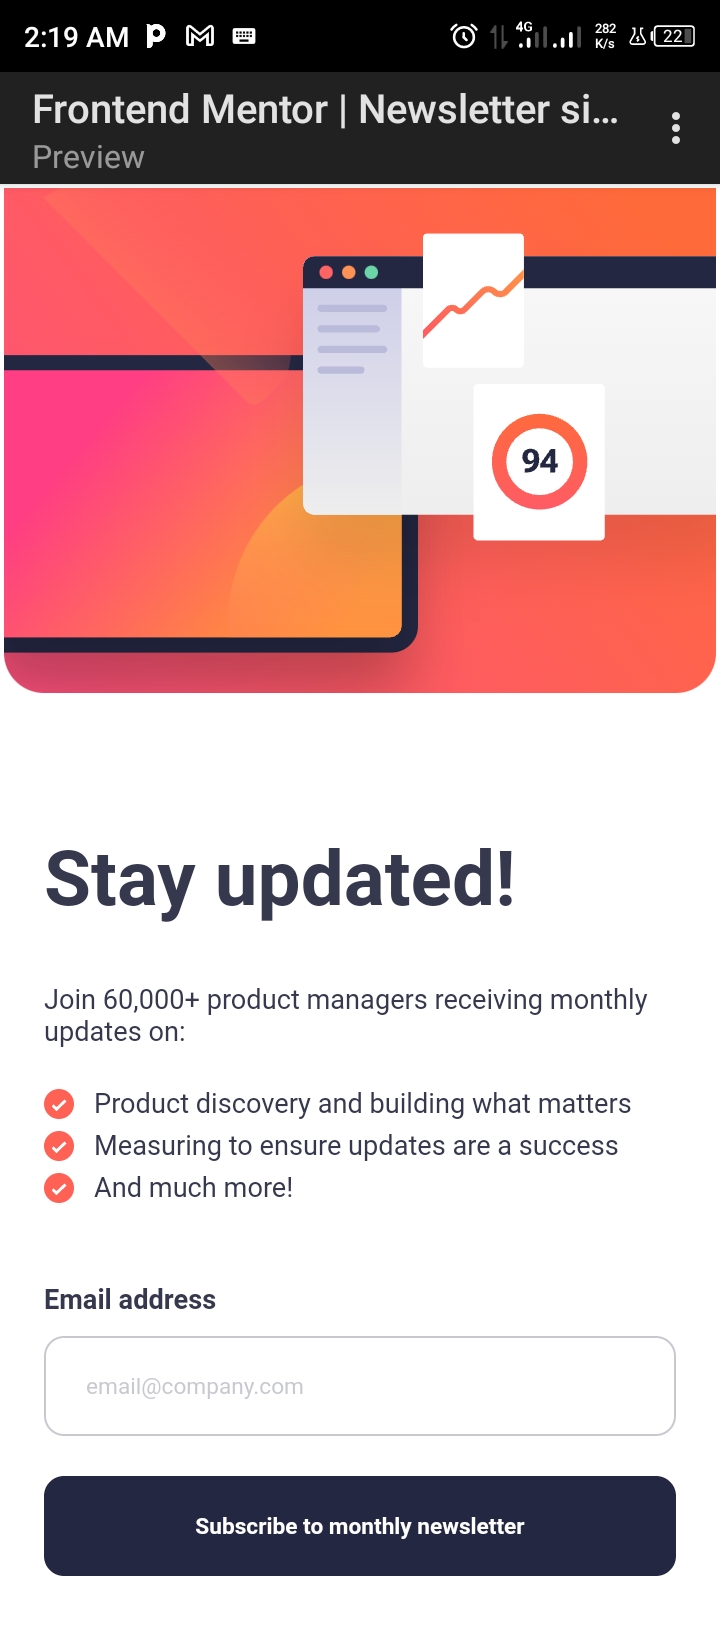 2:19 AM
4G
282
K/s
22
Frontend Mentor | Newsletter si...
Preview
94
Stay updated!
Join 60,000+ product managers receiving monthly
updates on:
Product discovery and building what matters
Measuring to ensure updates are a success
And much more!
Email address
email@company.com
Subscribe to monthly newsletter